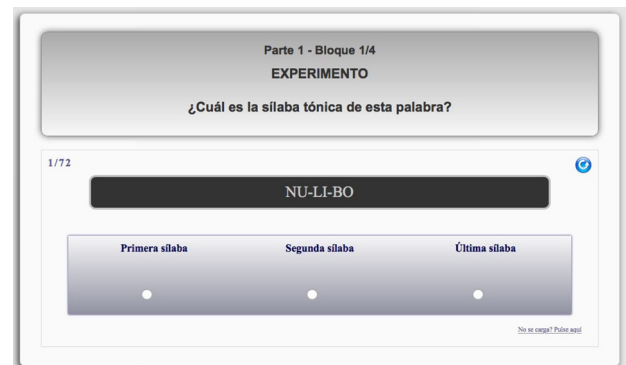 Parte 1 - Bloque 1/4
EXPERIMENTO
¿Cuál es la sílaba tónica de esta palabra?
1/72
NU-LI-BO
Primera sílaba Segunda sílaba Última sílaba
No se carga? Pulse aquí